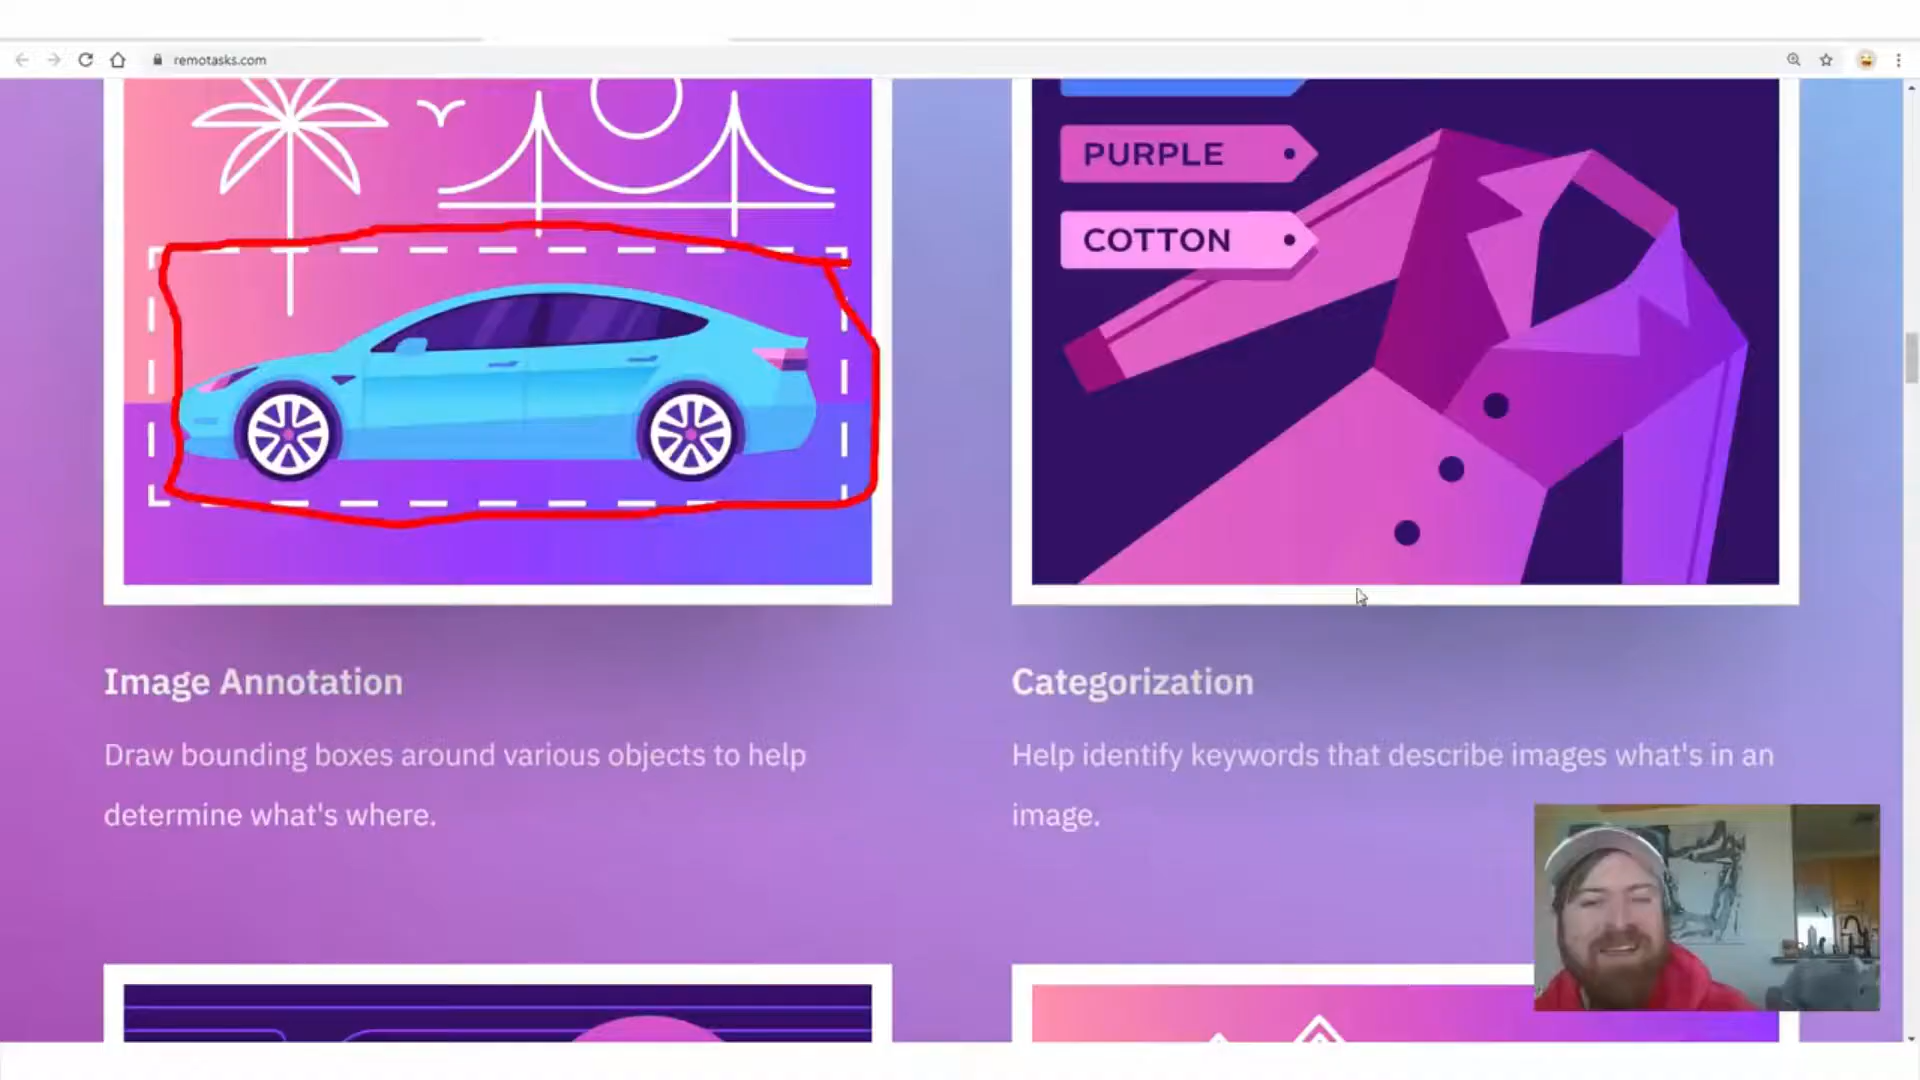 remotasks.com
PURPLE
COTTON
Image Annotation
Draw bounding boxes around various objects to help
determine what's where.
Categorization
Help identify keywords that describe images what's in an
image.